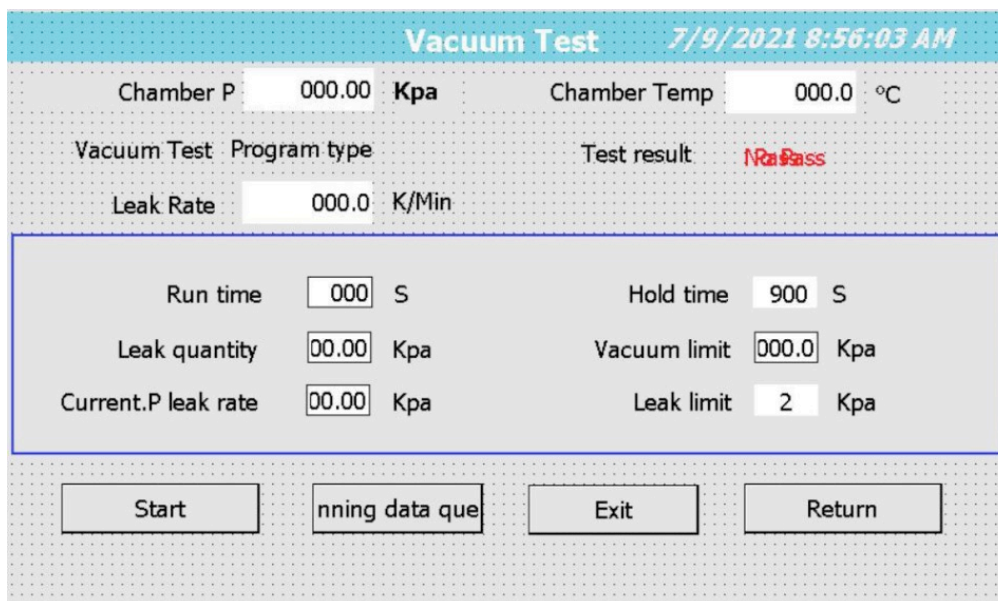 Vacuum Test 7/9/2021 8:56:03 AM
Chamber P 000.00 Kpa Chamber Temp 000.0 °C
Vacuum Test Program type Test result
Leak Rate 000.0 K/Min
Run time 000 S Hold time 900 S
Leak quantity 00.00 Kpa Vacuum limit 000.0 Kpa
Current.P leak rate 00.00 Kpa Leak limit 2 Kpa
Start nning data que Exit Return